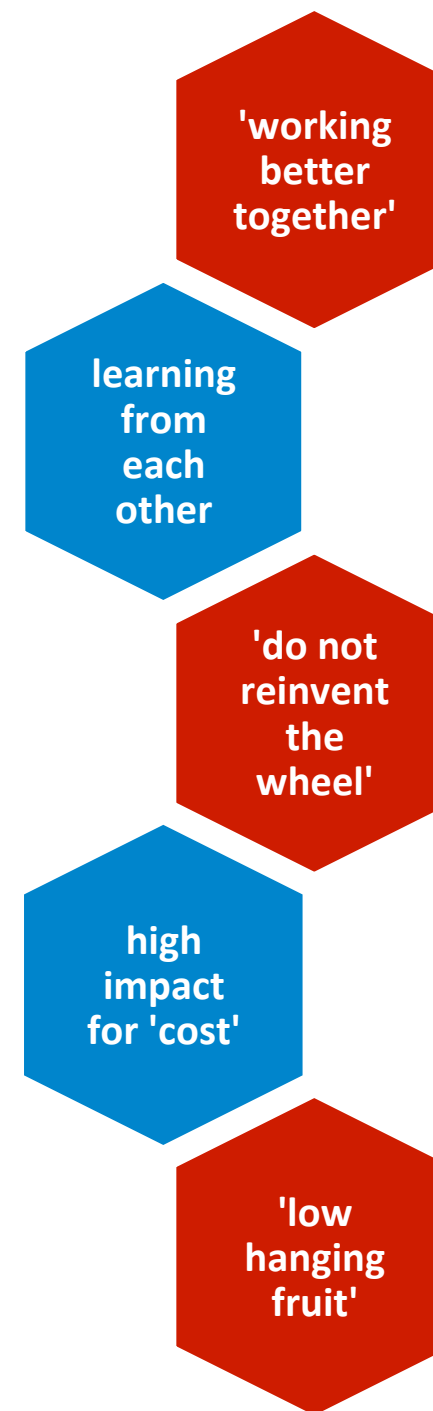 'working
better
together'
learning
from
each
other
'do not
reinvent
the
wheel'
high
impact
for 'cost'
'low
hanging
fruit'